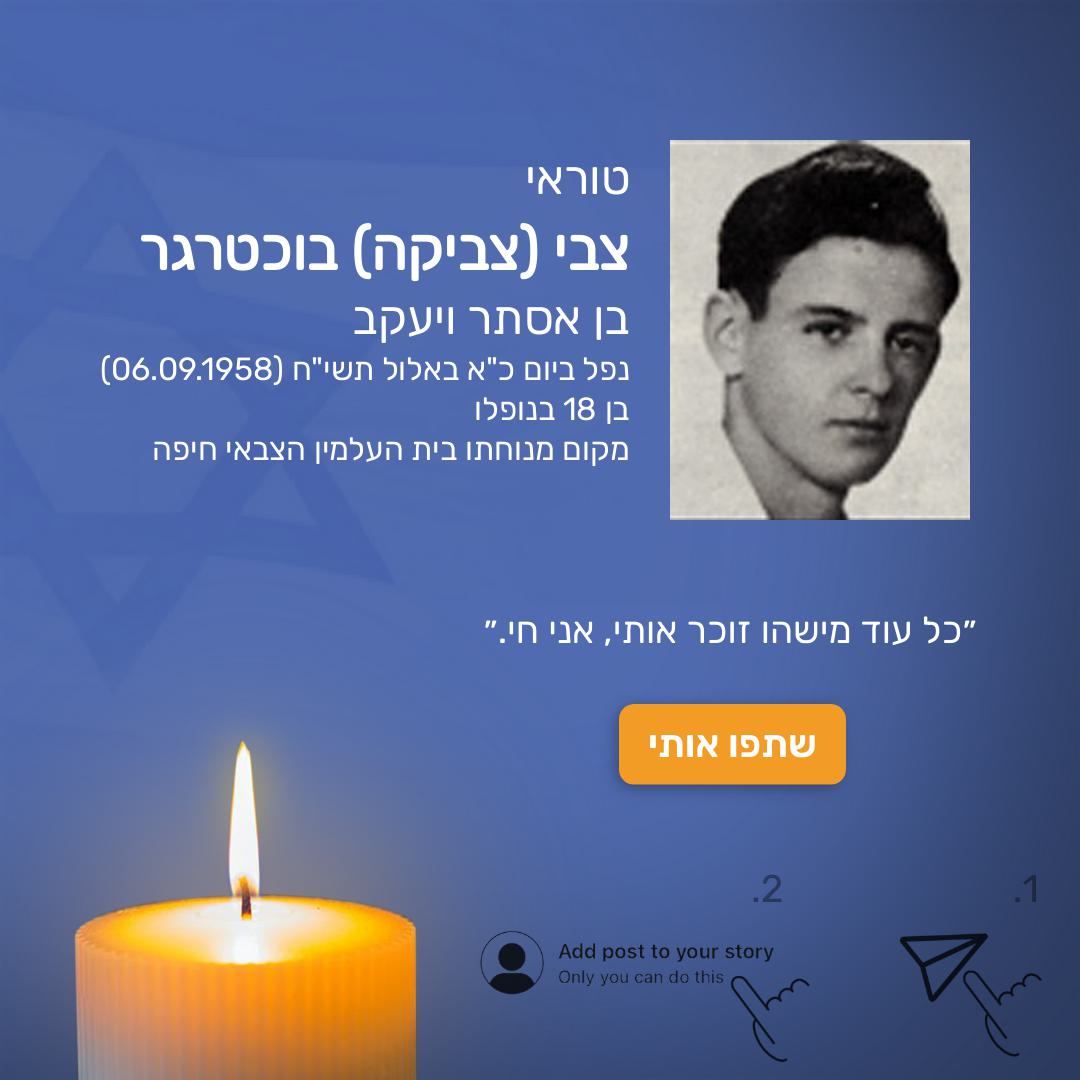 טוראי
צבי (צביקה) בוכטרגר
בן אסתר ויעקב
נפל ביום כ"א באלול תשי"ח (06.09.1958)
בן 18 בנופלו
מקום מנוחתו בית העלמין הצבאי חיפה
״כל עוד מישהו זוכר אותי, אני חי.״
שתפו אותי
.1
.2
Add post to your story
Only you can do this